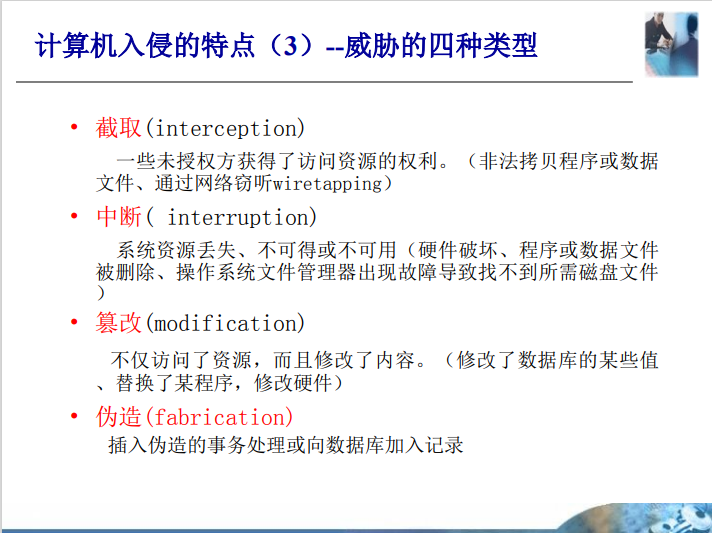 计算机入侵的特点（3）--威胁的四种类型
• 截取(interception)
一些未授权方获得了访问资源的权利。（非法拷贝程序或数据
文件、通过网络窃听wiretapping）
• 中断( interruption)
系统资源丢失、不可得或不可用（硬件破坏、程序或数据文件
被删除、操作系统文件管理器出现故障导致找不到所需磁盘文件
）
• 篡改(modification)
不仅访问了资源，而且修改了内容。（修改了数据库的某些值
、替换了某程序，修改硬件）
• 伪造(fabrication)
插入伪造的事务处理或向数据库加入记录